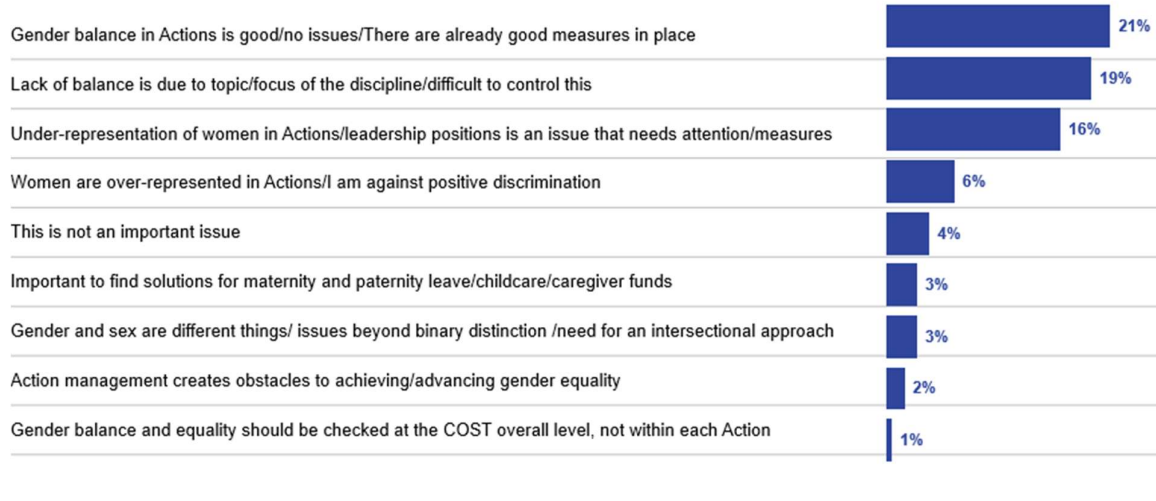 Gender balance in Actions is good/no issues/There are already good measures in place 21%
Lack of balance is due to topic/focus of the discipline/difficult to control this 19%
Under-representation of women in Actions/leadership positions is an issue that needs attention/measures 16%
Women are over-represented in Actions/I am against positive discrimination 6%
This is not an important issue 4%
Important to find solutions for maternity and paternity leave/childcare/caregiver funds 3%
Gender and sex are different things/ issues beyond binary distinction /need for an intersectional approach 3%
Action management creates obstacles to achieving/advancing gender equality 2%
Gender balance and equality should be checked at the COST overall level, not within each Action 1%